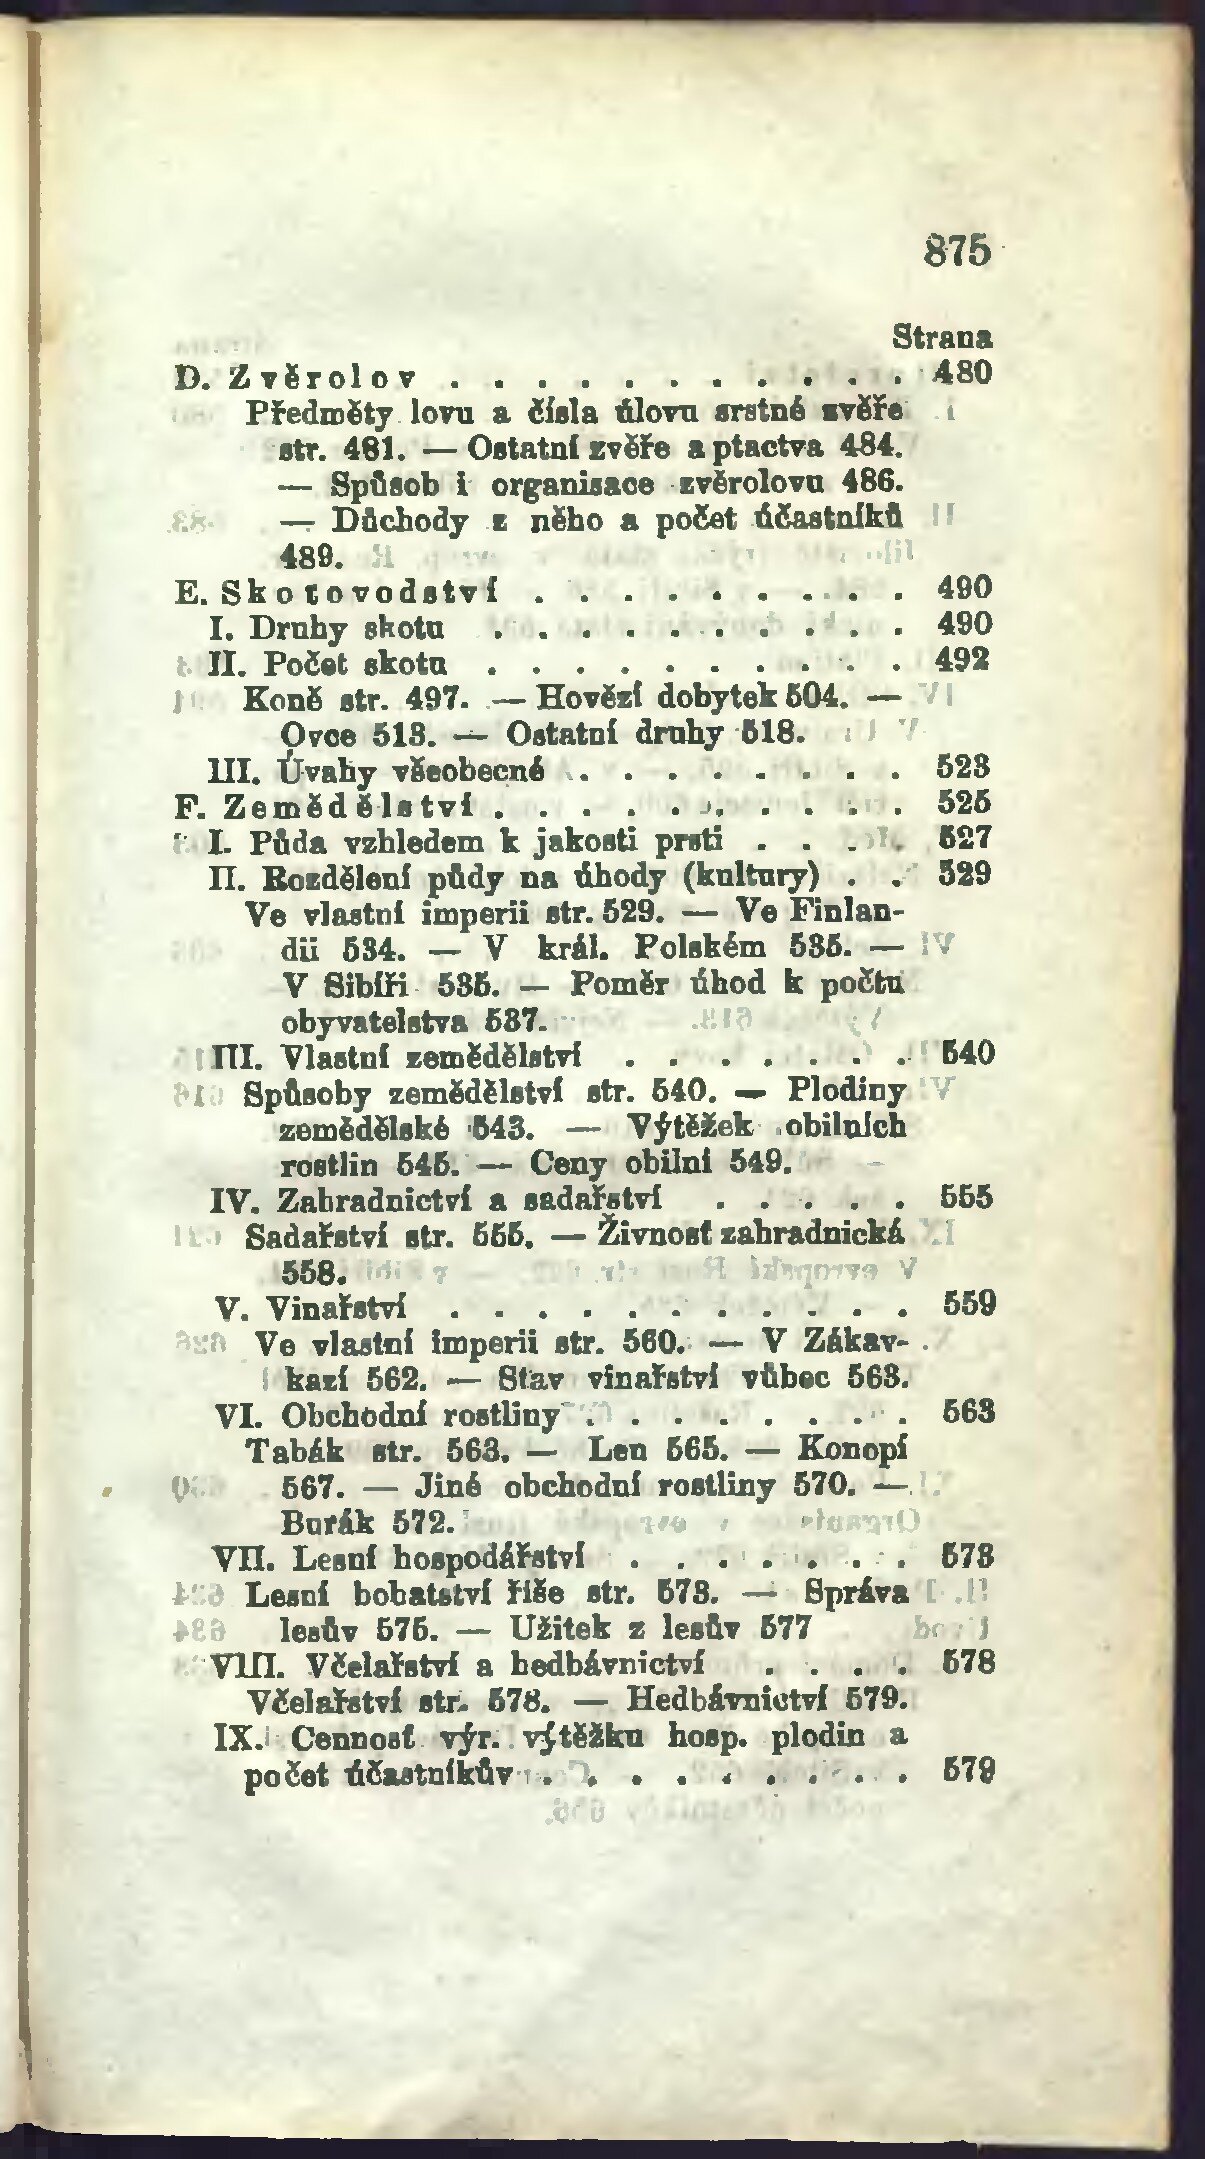 875
Strana
D. Zvěrolov . . . . . . . . . . . 480
Předměty lovu a čísla úlovu srstné zvěře
str. 481. — Ostatní zvěře a ptactva 484.
— Spůsob i organisace zvěrolovu 486.
— Důchody z něho a počet účastníků
489.
E. Skotovodství . . . . . . . . . 490
I. Druhy skotu . . . . . . . . . . 490
II. Počet skotu . . . . . . . . . . 492
Koně str. 497. — Hovězí dobytek 504. —
Ovce 513. — Ostatní druhy 518.
III. Úvahy všeobecné . . . . . . . . 523
F. Zemědělství . . . . . . . . . . 525
I. Půda vzhledem k jakosti prsti . . . . 527
II. Rozdělení půdy na úhody (kultury) . . 529
Ve vlastní imperii str. 529. — Ve Finlan-
dii 534. — V král. Polském 535. —
V Sibíři 535. — Poměr úhod k počtu
obyvatelstva 537.
III. Vlastní zemědělství . . . . . . . 540
Spůsoby zemědělství str. 540. — Plodiny
zemědělské 543. — Výtěžek obilních
rostlin 545. — Ceny obilní 549.
IV. Zahradnictví a sadařství . . . . . 555
Sadařství str. 555. — Živnosť zahradnická
558.
V. Vinařství . . . . . . . . . . . 559
Ve vlastní imperii str. 560. — V Zákav-
kazí 562. — Stav vinařství vůbec 563.
VI. Obchodní rostliny . . . . . . . . 563
Tabák str. 563. — Len 565. — Konopí
567. — Jiné obchodní rostliny 570. —
Burák 572.
VII. Lesní hospodářství . . . . . . . 573
Lesní bohatství říše str. 573. — Správa
lesův 575. — Užitek z lesův 577
VIII. Včelařství a hedbávnictví . . . . 578
Včelařství str. 578. — Hedbávnictví 579.
IX. Cennosť výr. výtěžku hosp. plodin a
počet účastníkův . . . . . . . . . 579